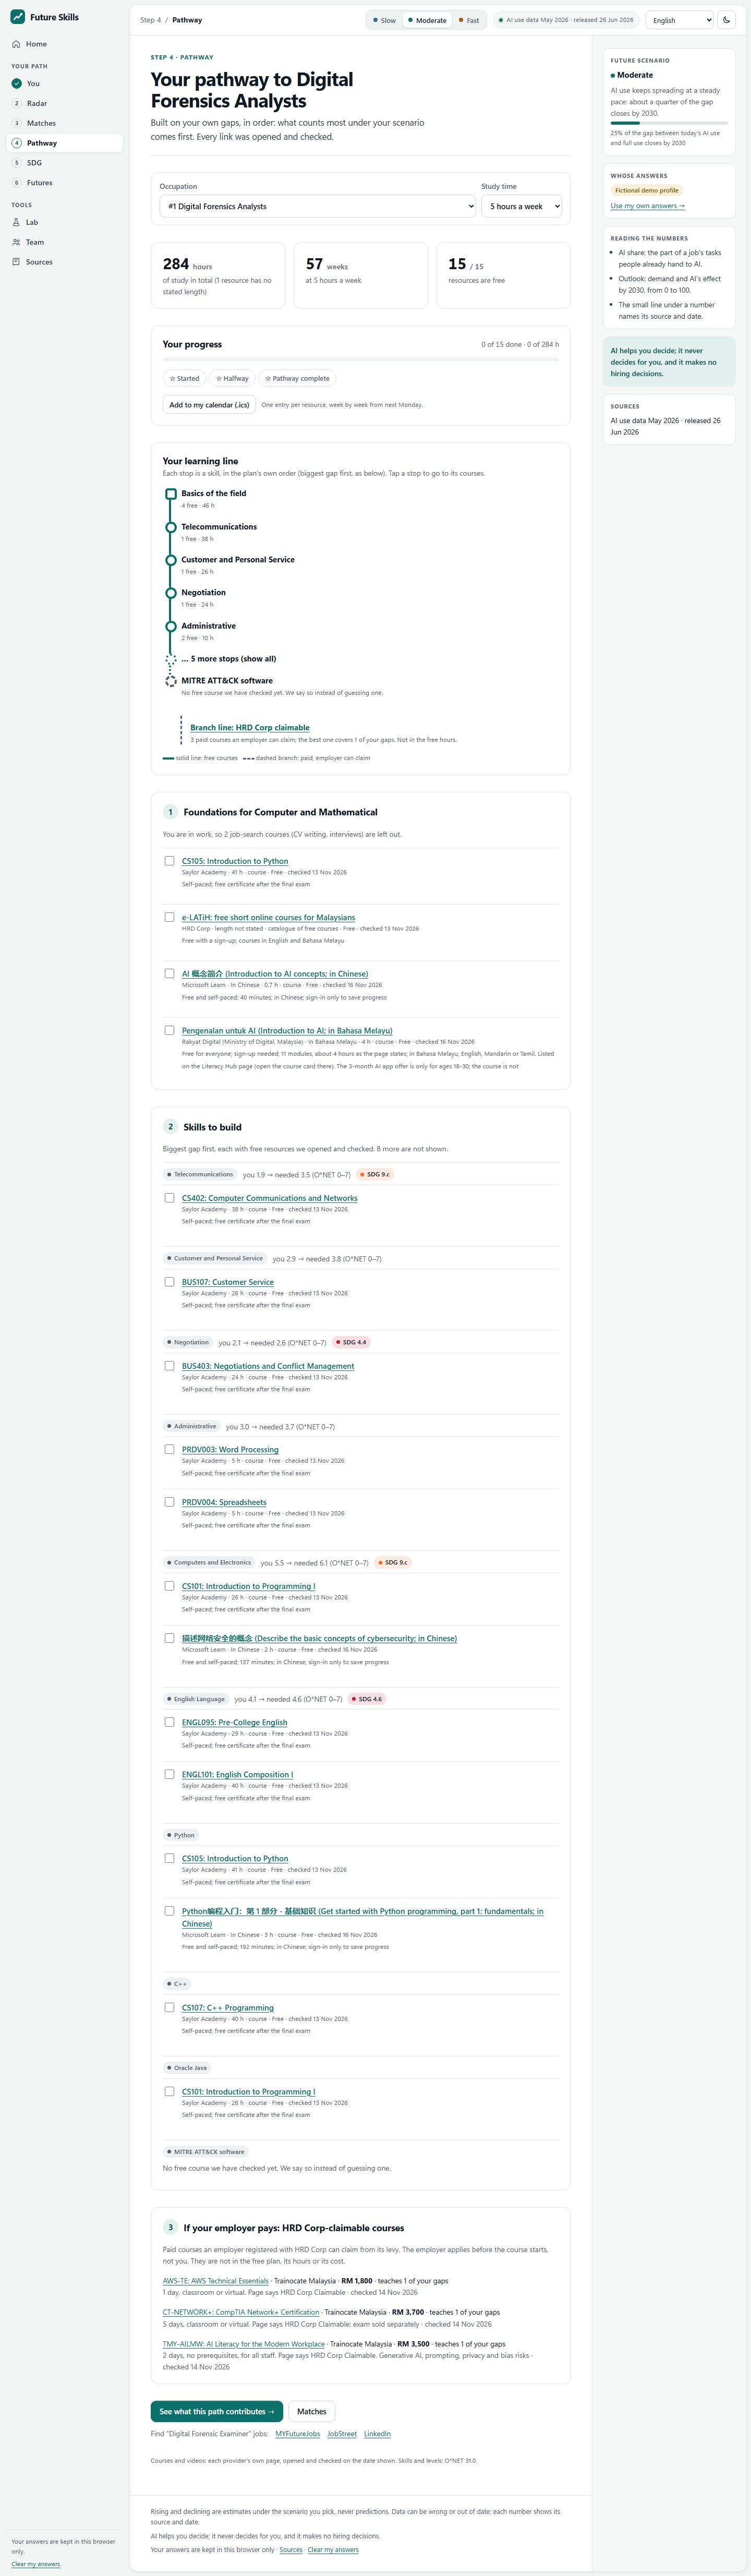 Future Skills
Home
YOUR PATH
You
2 Radar
3 Matches
4 Pathway
5 SDG
6 Futures
TOOLS
Lab
Team
Sources
Your answers are kept in this browser
only.
Clear my answers
Step 4 / Pathway
Slow Moderate Fast
AI use data May 2026 · released 26 Jun 2026
English
STEP 4 · PATHWAY
Your pathway to Digital
Forensics Analysts
Built on your own gaps, in order: what counts most under your scenario
comes first. Every link was opened and checked.
Occupation
#1 Digital Forensics Analysts
Study time
5 hours a week
284 hours
of study in total (1 resource has no
stated length)
57 weeks
at 5 hours a week
15 / 15
resources are free
Your progress
0 of 15 done · 0 of 284 h
☆ Started ☆ Halfway ☆ Pathway complete
Add to my calendar (.ics) One entry per resource, week by week from next Monday.
Your learning line
Each stop is a skill, in the plan's own order (biggest gap first, as below). Tap a stop to go to its courses.
Basics of the field
4 free · 46 h
Telecommunications
1 free · 38 h
Customer and Personal Service
1 free · 26 h
Negotiation
1 free · 24 h
Administrative
2 free · 10 h
... 5 more stops (show all)
MITRE ATT&CK software
No free course we have checked yet. We say so instead of guessing one.
Branch line: HRD Corp claimable
3 paid courses an employer can claim, the best one covers 1 of your gaps. Not in the free hours.
solid line: free courses dashed branch: paid, employer can claim
1 Foundations for Computer and Mathematical
You are in work, so 2 job-search courses (CV writing, interviews) are left out.
CS105: Introduction to Python
Saylor Academy · 41 h · course · Free · checked 13 Nov 2026
Self-paced; free certificate after the final exam
e-LATiH: free short online courses for Malaysians
HRD Corp · length not stated · catalogue of free courses · Free · checked 13 Nov 2026
Free with a sign-up; courses in English and Bahasa Melayu
AI 概念简介 (Introduction to AI concepts; in Chinese)
Microsoft Learn · In Chinese · 0.7 h · course · Free · checked 16 Nov 2026
Free and self-paced; 40 minutes; in Chinese; sign-in only to save progress
Pengenalan untuk AI (Introduction to AI; in Bahasa Melayu)
Rakyat Digital (Ministry of Digital, Malaysia) · In Bahasa Melayu · 4 h · course · Free · checked 16 Nov 2026
Free for everyone; sign-up needed; 11 modules, about 4 hours as the page states; in Bahasa Melayu, English, Mandarin or Tamil. Listed
on the Literacy Hub page (open the course card there). The 3-month AI app offer is only for ages 18-30; the course is not
2 Skills to build
Biggest gap first, each with free resources we opened and checked. 8 more are not shown.
Telecommunications you 1.9 → needed 3.5 (O*NET 0–7) SDG 9.c
CS402: Computer Communications and Networks
Saylor Academy · 38 h · course · Free · checked 13 Nov 2026
Self-paced; free certificate after the final exam
Customer and Personal Service you 2.9 → needed 3.8 (O*NET 0–7)
BUS107: Customer Service
Saylor Academy · 26 h · course · Free · checked 13 Nov 2026
Self-paced; free certificate after the final exam
Negotiation you 2.1 → needed 2.6 (O*NET 0–7) SDG 4.4
BUS403: Negotiations and Conflict Management
Saylor Academy · 24 h · course · Free · checked 13 Nov 2026
Self-paced; free certificate after the final exam
Administrative you 3.0 → needed 3.7 (O*NET 0–7)
PRDV003: Word Processing
Saylor Academy · 5 h · course · Free · checked 13 Nov 2026
Self-paced; free certificate after the final exam
PRDV004: Spreadsheets
Saylor Academy · 5 h · course · Free · checked 13 Nov 2026
Self-paced; free certificate after the final exam
Computers and Electronics you 5.5 → needed 6.1 (O*NET 0–7) SDG 9.c
CS101: Introduction to Programming I
Saylor Academy · 26 h · course · Free · checked 13 Nov 2026
Self-paced; free certificate after the final exam
描述网络安全的概念 (Describe the basic concepts of cybersecurity; in Chinese)
Microsoft Learn · In Chinese · 2 h · course · Free · checked 16 Nov 2026
Free and self-paced; 137 minutes; in Chinese; sign-in only to save progress
English Language you 4.1 → needed 4.6 (O*NET 0–7) SDG 4.6
ENGL095: Pre-College English
Saylor Academy · 29 h · course · Free · checked 13 Nov 2026
Self-paced; free certificate after the final exam
ENGL101: English Composition I
Saylor Academy · 40 h · course · Free · checked 13 Nov 2026
Self-paced; free certificate after the final exam
Python
CS105: Introduction to Python
Saylor Academy · 41 h · course · Free · checked 13 Nov 2026
Self-paced; free certificate after the final exam
Python编程入门：第 1 部分 - 基础知识 (Get started with Python programming, part 1: fundamentals; in
Chinese)
Microsoft Learn · In Chinese · 3 h · course · Free · checked 16 Nov 2026
Free and self-paced; 192 minutes; in Chinese; sign-in only to save progress
C++
CS107: C++ Programming
Saylor Academy · 40 h · course · Free · checked 13 Nov 2026
Self-paced; free certificate after the final exam
Oracle Java
CS101: Introduction to Programming I
Saylor Academy · 26 h · course · Free · checked 13 Nov 2026
Self-paced; free certificate after the final exam
MITRE ATT&CK software
No free course we have checked yet. We say so instead of guessing one.
3 If your employer pays: HRD Corp-claimable courses
Paid courses an employer registered with HRD Corp can claim from its levy. The employer applies before the course starts,
not you. They are not in the free plan, its hours or its cost.
AWS-TE: AWS Technical Essentials · Trainocate Malaysia · RM 1,800 · teaches 1 of your gaps
1 day, classroom or virtual. Page says HRD Corp Claimable · checked 14 Nov 2026
CT-NETWORK+: CompTIA Network+ Certification · Trainocate Malaysia · RM 3,700 · teaches 1 of your gaps
5 days, classroom or virtual. Page says HRD Corp Claimable; exam sold separately · checked 14 Nov 2026
TMY-AILMW: AI Literacy for the Modern Workplace · Trainocate Malaysia · RM 3,500 · teaches 1 of your gaps
2 days, no prerequisites, for all staff. Page says HRD Corp Claimable. Generative AI, prompting, privacy and bias risks ·
checked 14 Nov 2026
See what this path contributes → Matches
Find "Digital Forensic Examiner" jobs: MYFutureJobs JobStreet LinkedIn
Courses and videos: each provider's own page, opened and checked on the date shown. Skills and levels: O*NET 31.0.
Rising and declining are estimates under the scenario you pick, never predictions. Data can be wrong or out of date: each number shows its
source and date.
AI helps you decide; it never decides for you, and it makes no hiring decisions.
Your answers are kept in this browser only · Sources · Clear my answers
FUTURE SCENARIO
Moderate
AI use keeps spreading at a steady
pace: about a quarter of the gap
closes by 2030.
25% of the gap between today's AI use
and full use closes by 2030
WHOSE ANSWERS
Fictional demo profile
Use my own answers →
READING THE NUMBERS
AI share: the part of a job's tasks
people already hand to AI.
Outlook: demand and AI's effect
by 2030, from 0 to 100.
The small line under a number
names its source and date.
AI helps you decide; it never
decides for you, and it makes no
hiring decisions.
SOURCES
AI use data May 2026 · released 26
Jun 2026